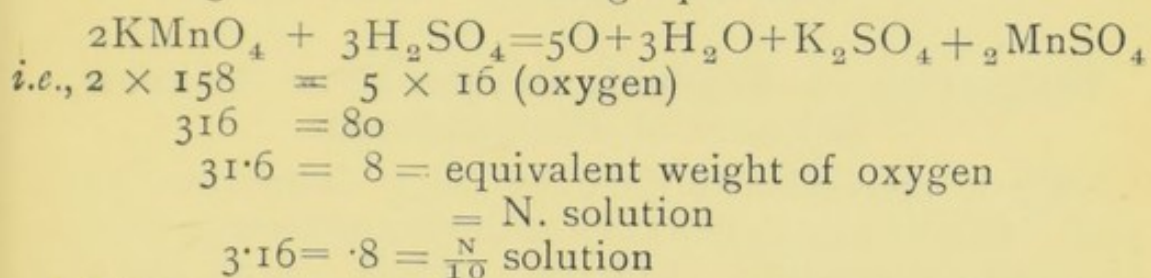 2KMnO₄ + 3H₂SO₄=5O+3H₂O+K₂SO₄+₂MnSO₄
i.e., 2 × 158 = 5 × 16 (oxygen)
316 = 80
31·6 = 8 = equivalent weight of oxygen
= N. solution
3·16= ·8 = N/10 solution